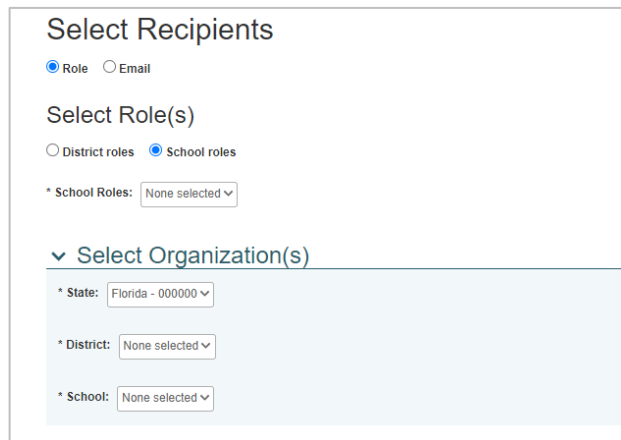 Select Recipients
Role Email
Select Role(s)
District roles School roles
* School Roles: None selected
Select Organization(s)
* State: Florida - 000000
* District: None selected
* School: None selected